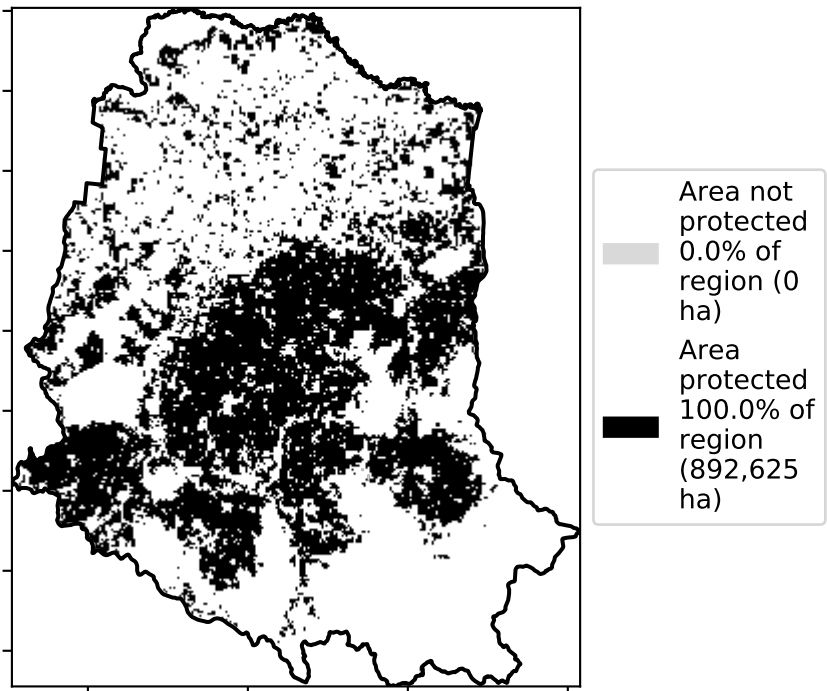 Area not
protected
0.0% of
region (0
ha)
Area
protected
100.0% of
region
(892,625
ha)